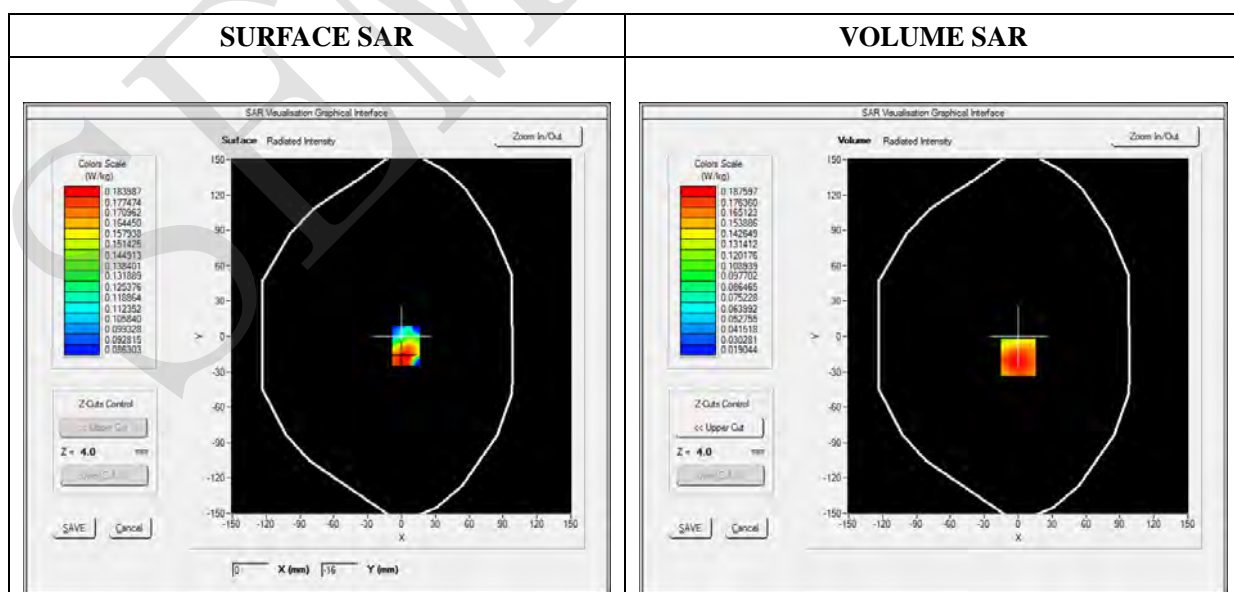 SURFACE SAR
VOLUME SAR
SAR Visualisation Graphical Interface
Surface Radiated Intensity
Zoom In/Out
Colors Scale
(W/kg)
0.183987
0.177474
0.170962
0.164450
0.157938
0.151425
0.144913
0.138401
0.131889
0.125376
0.118864
0.112352
0.105840
0.099328
0.092815
0.086303
Z-Cuts Control
<< Upper Cut
Z = 4.0 mm
SAVE
Cancel
150
120
90
60
30
0
-30
-60
-90
-120
-150
Y
-150 -120 -90 -60 -30 0 30 60 90 120 150
X
0 X (mm) -16 Y (mm)
SAR Visualisation Graphical Interface
Volume Radiated Intensity
Zoom In/Out
Colors Scale
(W/kg)
0.187597
0.176360
0.165123
0.153886
0.142649
0.131412
0.120176
0.108939
0.097702
0.086465
0.075228
0.063992
0.052755
0.041518
0.030281
0.019044
Z-Cuts Control
<< Upper Cut
Z = 4.0 mm
SAVE
Cancel
150
120
90
60
30
0
-30
-60
-90
-120
-150
Y
-150 -120 -90 -60 -30 0 30 60 90 120 150
X